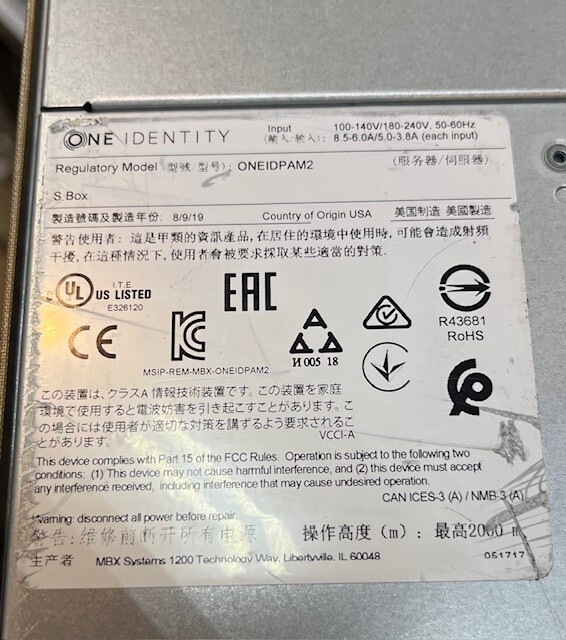 ONE IDENTITY
Input 100-140V/180-240V, 50-60Hz
(輸入/输入): 8.5-6.0A/5.0-3.8A (each input)
Regulatory Model 型號/型号: ONEIDPAM2 (服务器/伺服器)
S Box
製造號碼及製造年份: 8/9/19 Country of Origin USA 美国制造 美國製造
警告使用者: 這是甲類的資訊產品, 在居住的環境中使用時, 可能會造成射頻
干擾, 在這種情況下, 使用者會被要求採取某些適當的對策.
UL US LISTED I.T.E.
E326120
EAC
R43681
RoHS
CE
KC
MSIP-REM-MBX-ONEIDPAM2
И 005 18
この装置は、クラスA 情報技術装置です。この装置を家庭
環境で使用すると電波妨害を引き起こすことがあります。こ
の場合には使用者が適切な対策を講ずるよう要求されるこ
とがあります。 VCCI-A
This device complies with Part 15 of the FCC Rules. Operation is subject to the following two
conditions: (1) This device may not cause harmful interference, and (2) this device must accept
any interference received, including interference that may cause undesired operation.
CAN ICES-3 (A) / NMB-3 (A)
Warning: disconnect all power before repair.
警告: 维修前断开所有电源 操作高度 (m) : 最高2000 m
生产者 MBX Systems 1200 Technology Way, Libertyville, IL 60048 051717